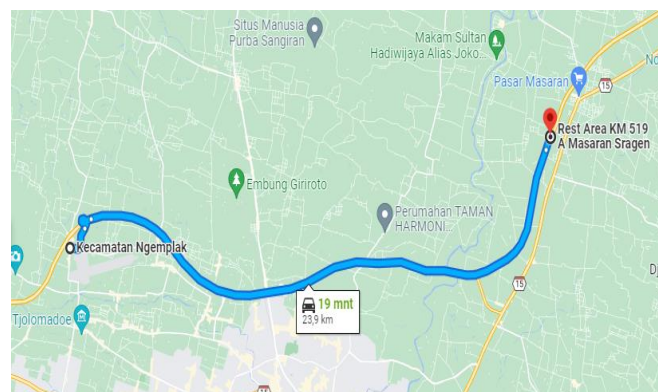 Situs Manusia
Purba Sangiran
Makam Sultan
Hadiwijaya Alias Joko...
Pasar Masaran
15
Rest Area KM 519
A Masaran Sragen
Embung Giriroto
Perumahan TAMAN
HARMONI...
Kecamatan Ngemplak
19 mnt
23,9 km
15
Tjolomadoe